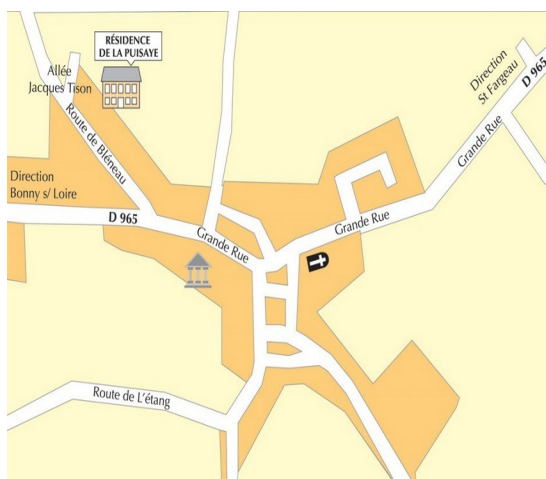 RÉSIDENCE
DE LA PUISAYE
Allée
Jacques Tison
Route de Bléneau
Direction
St Fargeau
D 965
Grande Rue
Direction
Bonny s/ Loire
D 965
Grande Rue
Grande Rue
Route de L'étang